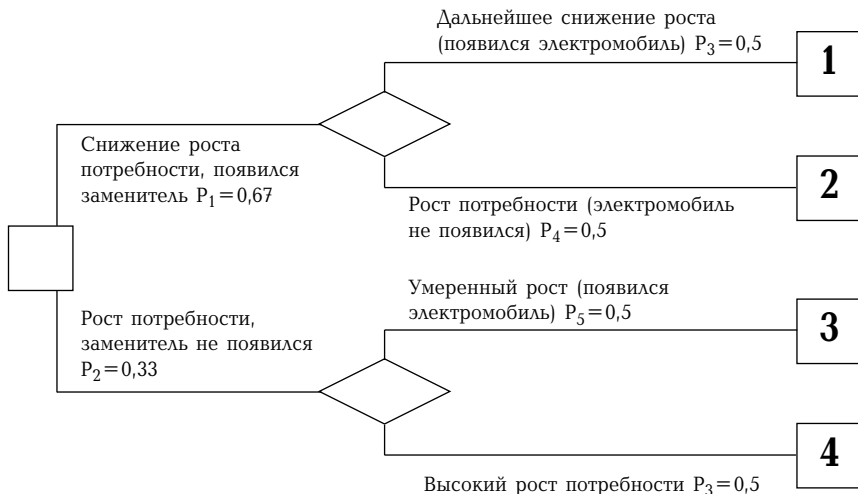 Дальнейшее снижение роста
(появился электромобиль) P3=0,5
1
Снижение роста
потребности, появился
заменитель P1=0,67
2
Рост потребности (электромобиль
не появился) P4=0,5
Умеренный рост (появился
электромобиль) P5=0,5
3
Рост потребности,
заменитель не появился
P2=0,33
4
Высокий рост потребности P3=0,5